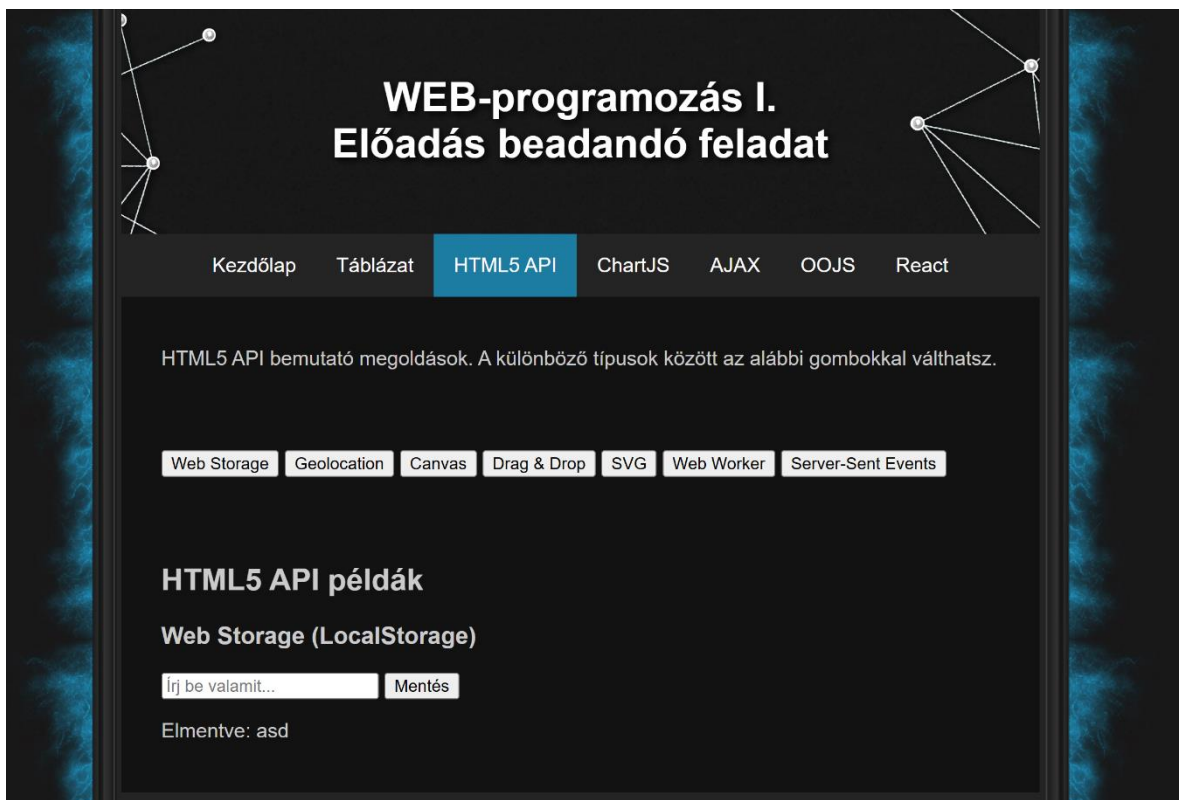 WEB-programozás I.
Előadás beadandó feladat
Kezdőlap Táblázat HTML5 API ChartJS AJAX OOJS React
HTML5 API bemutató megoldások. A különböző típusok között az alábbi gombokkal válthatsz.
Web Storage Geolocation Canvas Drag & Drop SVG Web Worker Server-Sent Events
HTML5 API példák
Web Storage (LocalStorage)
Írj be valamit... Mentés
Elmentve: asd